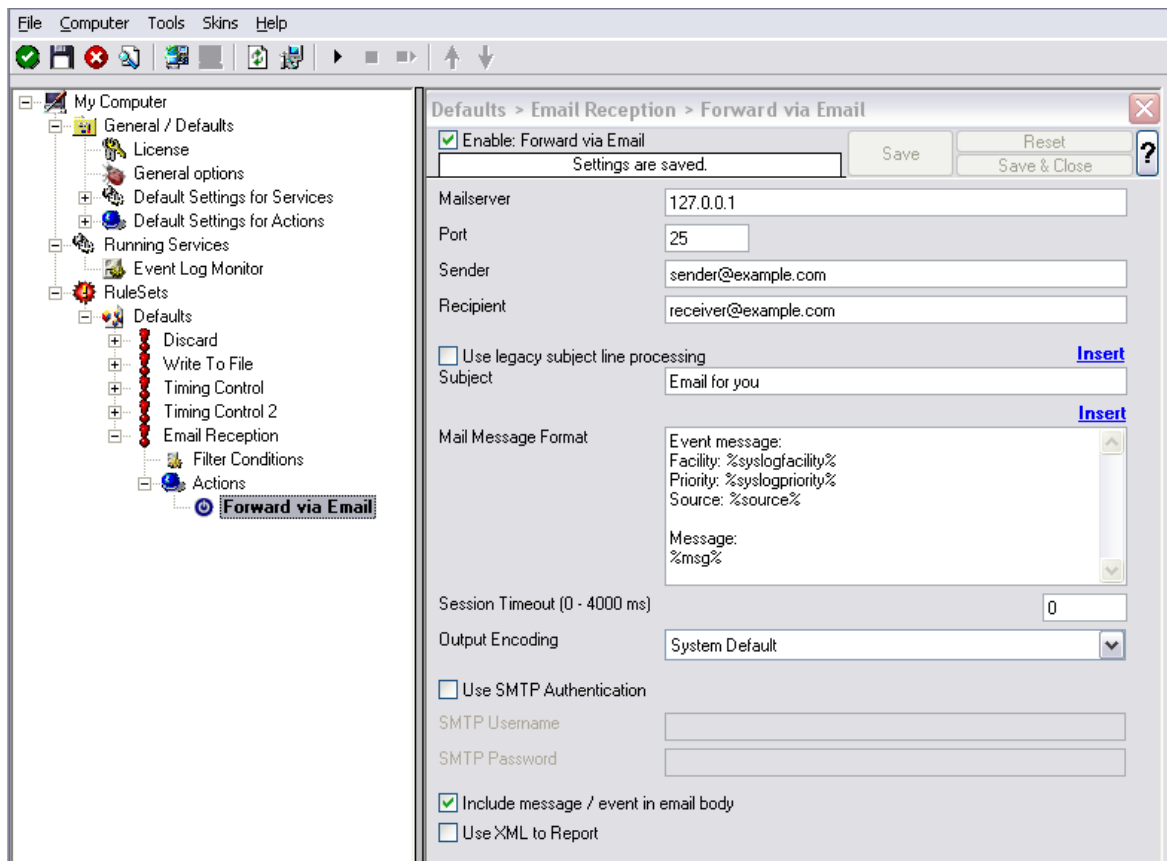 File Computer Tools Skins Help
My Computer
General / Defaults
License
General options
Default Settings for Services
Default Settings for Actions
Running Services
Event Log Monitor
RuleSets
Defaults
Discard
Write To File
Timing Control
Timing Control 2
Email Reception
Filter Conditions
Actions
Forward via Email
Defaults > Email Reception > Forward via Email
Enable: Forward via Email
Settings are saved.
Save
Reset
Save & Close
?
Mailserver 127.0.0.1
Port 25
Sender sender@example.com
Recipient receiver@example.com
Use legacy subject line processing Insert
Subject Email for you
Insert
Mail Message Format
Event message:
Facility: %syslogfacility%
Priority: %syslogpriority%
Source: %source%
Message:
%msg%
Session Timeout (0 - 4000 ms) 0
Output Encoding System Default
Use SMTP Authentication
SMTP Username
SMTP Password
Include message / event in email body
Use XML to Report